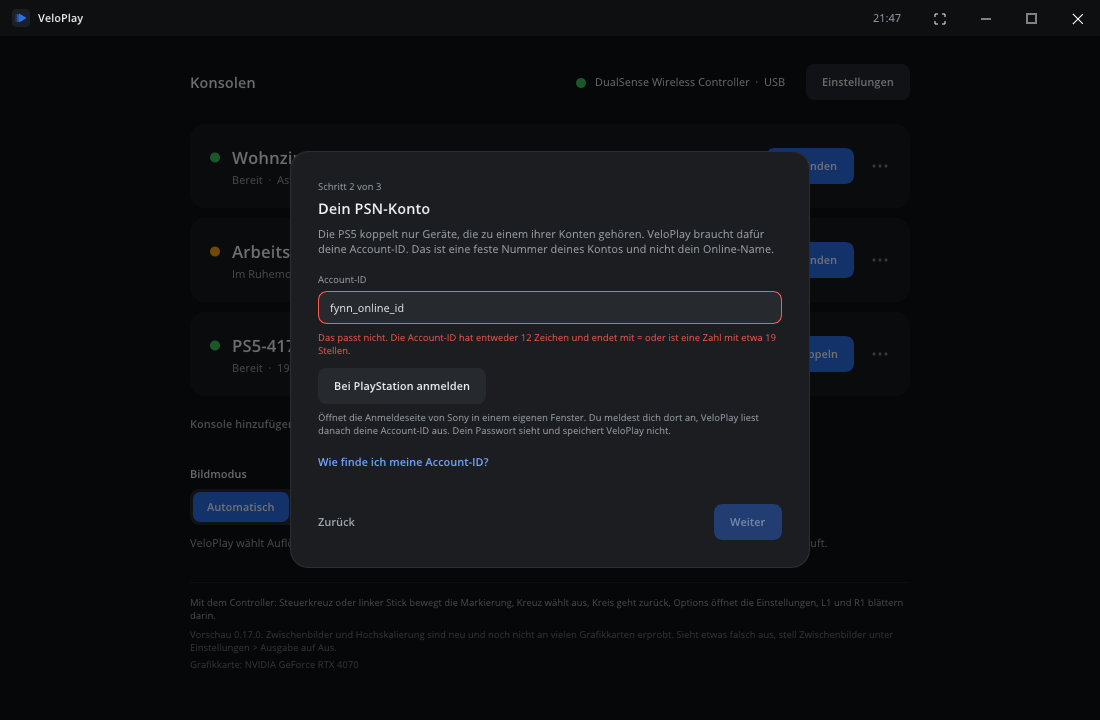 VeloPlay
21:47
Konsolen
DualSense Wireless Controller · USB
Einstellungen
Bereit
Im Ruhemo
PS5-417
Bereit · 19
Konsole hinzufügen
Bildmodus
Automatisch
Schritt 2 von 3
Dein PSN-Konto
Die PS5 koppelt nur Geräte, die zu einem ihrer Konten gehören. VeloPlay braucht dafür
deine Account-ID. Das ist eine feste Nummer deines Kontos und nicht dein Online-Name.
Account-ID
fynn_online_id
Das passt nicht. Die Account-ID hat entweder 12 Zeichen und endet mit = oder ist eine Zahl mit etwa 19
Stellen.
Bei PlayStation anmelden
Öffnet die Anmeldeseite von Sony in einem eigenen Fenster. Du meldest dich dort an, VeloPlay liest
danach deine Account-ID aus. Dein Passwort sieht und speichert VeloPlay nicht.
Wie finde ich meine Account-ID?
Zurück
Weiter
VeloPlay wählt
Mit dem Controller: Steuerkreuz oder linker Stick bewegt die Markierung, Kreuz wählt aus, Kreis geht zurück, Options öffnet die Einstellungen, L1 und R1 blättern
darin.
Vorschau 0.17.0. Zwischenbilder und Hochskalierung sind neu und noch nicht an vielen Grafikkarten erprobt. Sieht etwas falsch aus, stell Zwischenbilder unter
Einstellungen > Ausgabe auf Aus.
Grafikkarte: NVIDIA GeForce RTX 4070